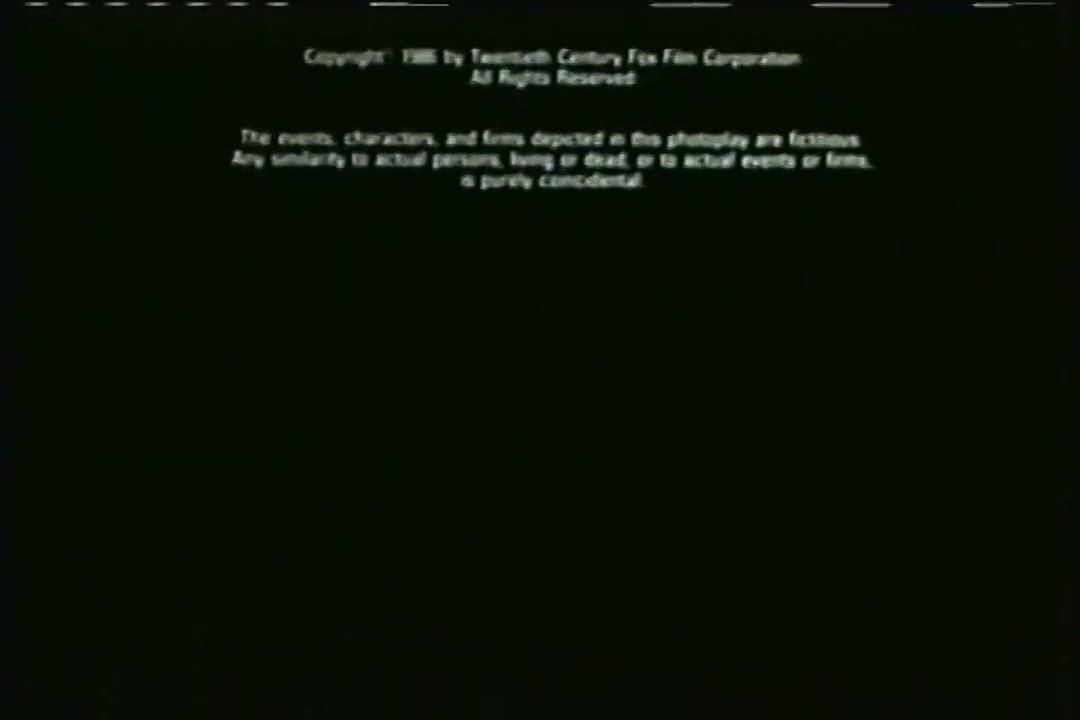 Copyright 1986 by Twentieth Century Fox Film Corporation
All Rights Reserved
The events, characters, and firms depicted in this photoplay are fictitious
Any similarity to actual persons, living or dead, or to actual events or firms,
is purely coincidental.